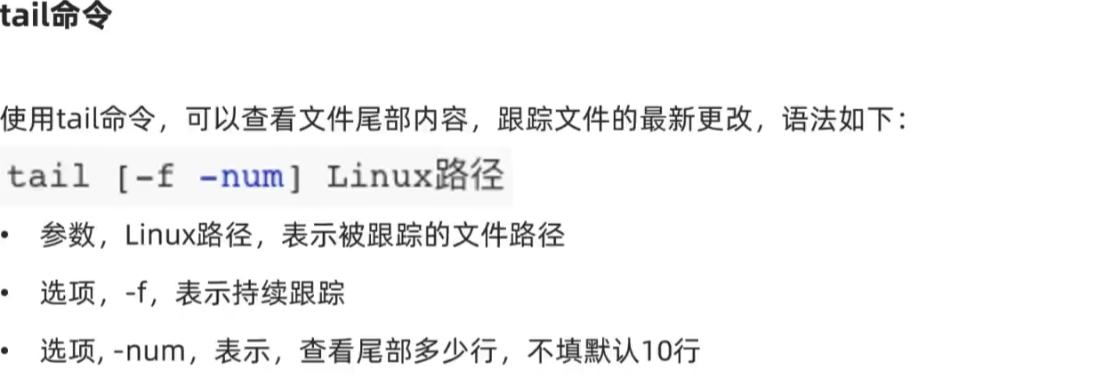 tail命令
使用tail命令，可以查看文件尾部内容，跟踪文件的最新更改，语法如下：
tail [-f -num] Linux路径
• 参数，Linux路径，表示被跟踪的文件路径
• 选项，-f，表示持续跟踪
• 选项, -num，表示，查看尾部多少行，不填默认10行